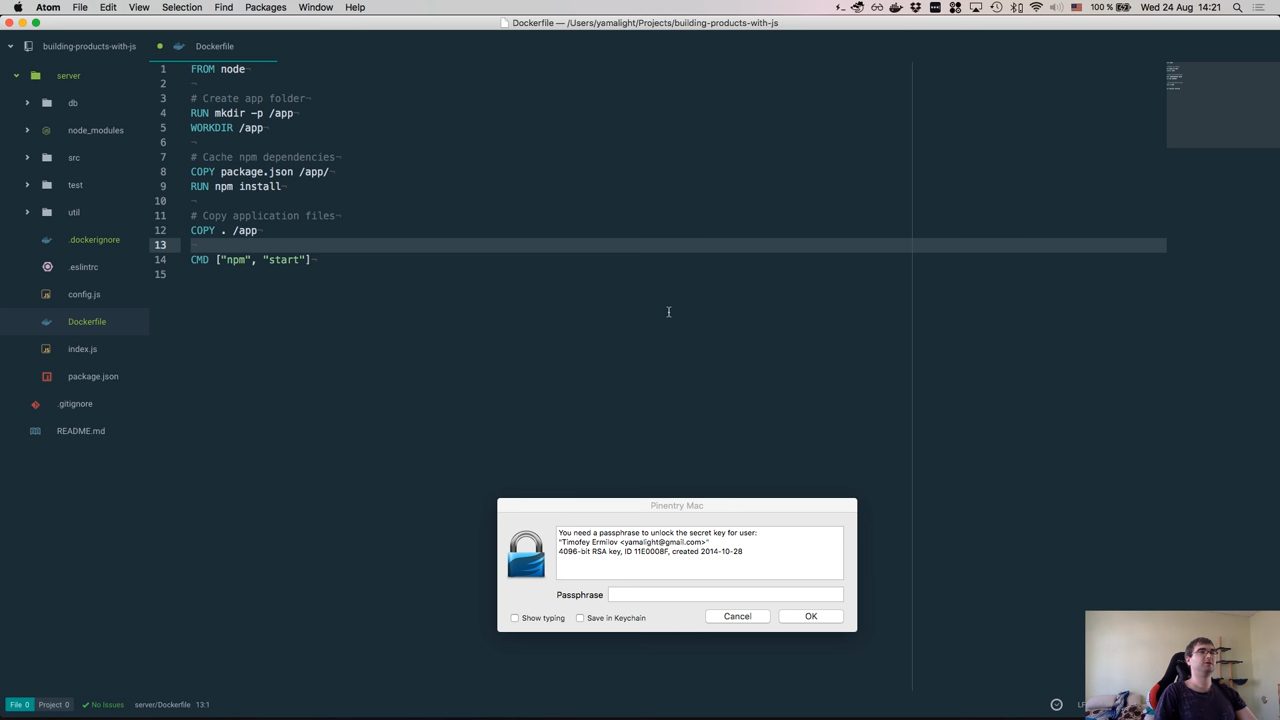 Atom File Edit View Selection Find Packages Window Help 100 % Wed 24 Aug 14:21
Dockerfile — /Users/yamalight/Projects/building-products-with-js
building-products-with-js
Dockerfile
server
db
node_modules
src
test
util
.dockerignore
.eslintrc
config.js
Dockerfile
index.js
package.json
.gitignore
README.md
1 FROM node¬
2 ¬
3 # Create app folder¬
4 RUN mkdir -p /app¬
5 WORKDIR /app¬
6 ¬
7 # Cache npm dependencies¬
8 COPY package.json /app/¬
9 RUN npm install¬
10 ¬
11 # Copy application files¬
12 COPY . /app¬
13 ¬
14 CMD ["npm", "start"]¬
15
Pinentry Mac
You need a passphrase to unlock the secret key for user:
"Timofey Ermilov <yamalight@gmail.com>"
4096-bit RSA key, ID 11E0008F, created 2014-10-28
Passphrase
Show typing Save in Keychain Cancel OK
File 0 Project 0 No Issues server/Dockerfile 13:1